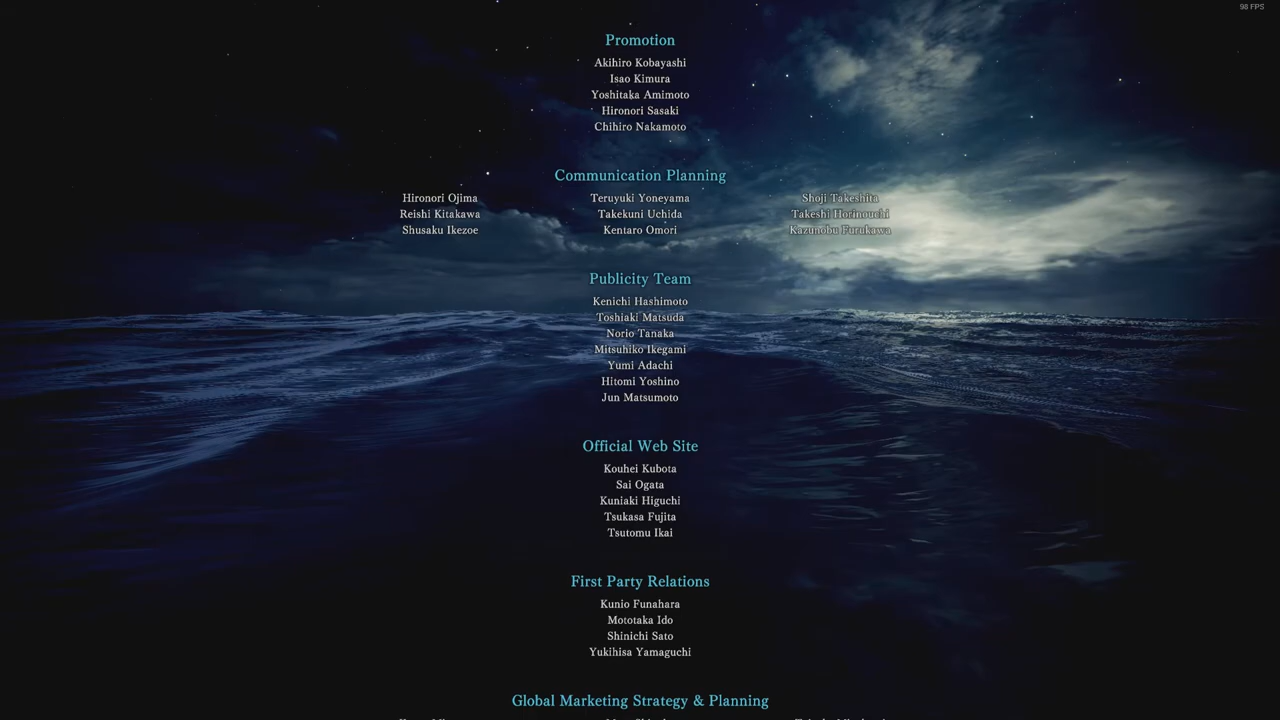 98 FPS
Promotion
Akihiro Kobayashi
Isao Kimura
Yoshitaka Amimoto
Hironori Sasaki
Chihiro Nakamoto
Communication Planning
Hironori Ojima Teruyuki Yoneyama Shoji Takeshita
Reishi Kitakawa Takekuni Uchida Takeshi Horinouchi
Shusaku Ikezoe Kentaro Omori Kazunobu Furukawa
Publicity Team
Kenichi Hashimoto
Toshiaki Matsuda
Norio Tanaka
Mitsuhiko Ikegami
Yumi Adachi
Hitomi Yoshino
Jun Matsumoto
Official Web Site
Kouhei Kubota
Sai Ogata
Kuniaki Higuchi
Tsukasa Fujita
Tsutomu Ikai
First Party Relations
Kunio Funahara
Mototaka Ido
Shinichi Sato
Yukihisa Yamaguchi
Global Marketing Strategy & Planning